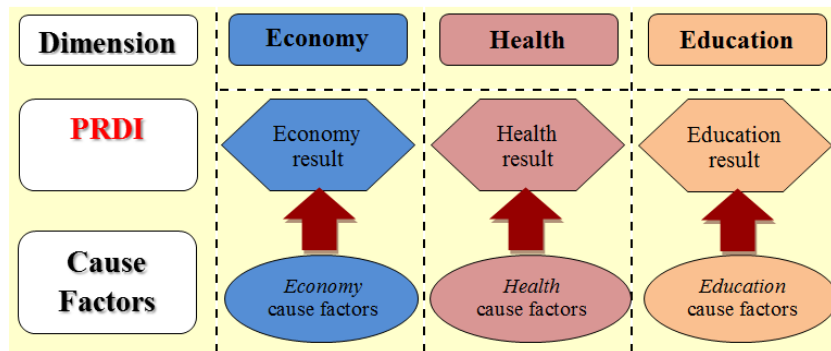 Dimension
Economy
Health
Education
PRDI
Economy
result
Health
result
Education
result
Cause
Factors
Economy
cause factors
Health
cause factors
Education
cause factors